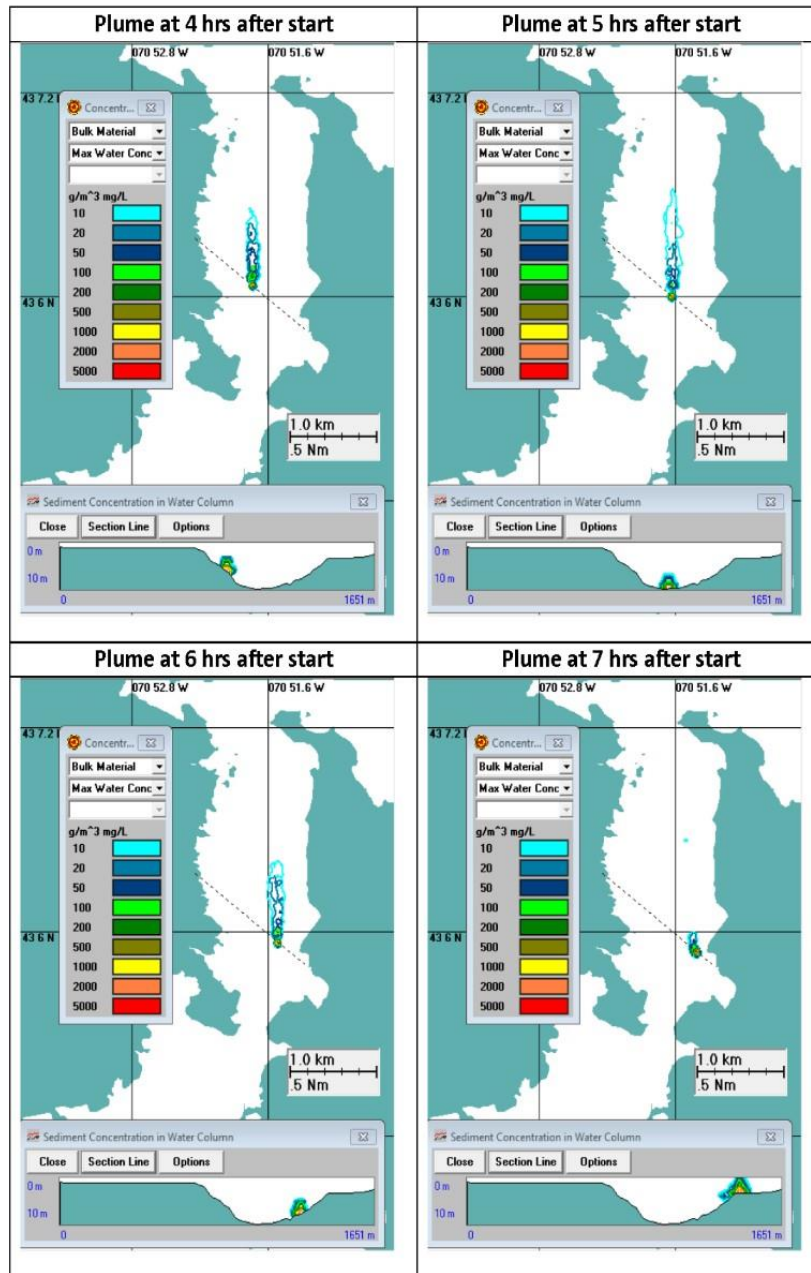 Plume at 4 hrs after start
070 52.8 W
070 51.6 W
43 7.2
Concentr...
Bulk Material
Max Water Conc
g/m^3 mg/L
10
20
50
100
200
500
1000
2000
5000
43 6 N
1.0 km
.5 Nm
Sediment Concentration in Water Column
Close
Section Line
Options
0 m
10 m
0
1651 m
Plume at 5 hrs after start
070 52.8 W
070 51.6 W
43 7.2
Concentr...
Bulk Material
Max Water Conc
g/m^3 mg/L
10
20
50
100
200
500
1000
2000
5000
43 6 N
1.0 km
.5 Nm
Sediment Concentration in Water Column
Close
Section Line
Options
0 m
10 m
0
1651 m
Plume at 6 hrs after start
070 52.8 W
070 51.6 W
43 7.2
Concentr...
Bulk Material
Max Water Conc
g/m^3 mg/L
10
20
50
100
200
500
1000
2000
5000
43 6 N
1.0 km
.5 Nm
Sediment Concentration in Water Column
Close
Section Line
Options
0 m
10 m
0
1651 m
Plume at 7 hrs after start
070 52.8 W
070 51.6 W
43 7.2
Concentr...
Bulk Material
Max Water Conc
g/m^3 mg/L
10
20
50
100
200
500
1000
2000
5000
43 6 N
1.0 km
.5 Nm
Sediment Concentration in Water Column
Close
Section Line
Options
0 m
10 m
0
1651 m